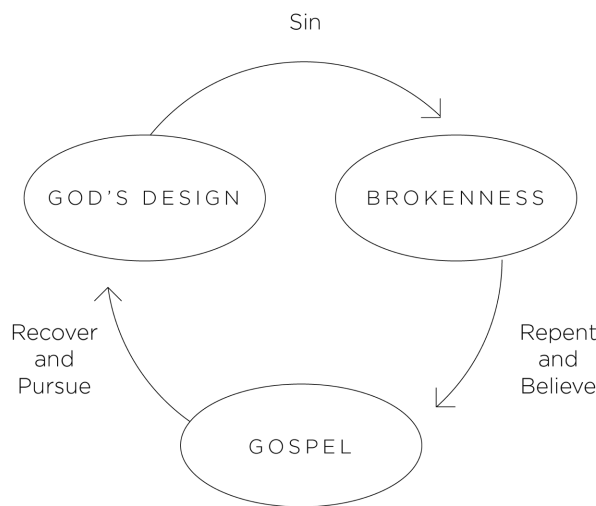 Sin
GOD'S DESIGN
BROKENNESS
Recover
and
Pursue
Repent
and
Believe
GOSPEL